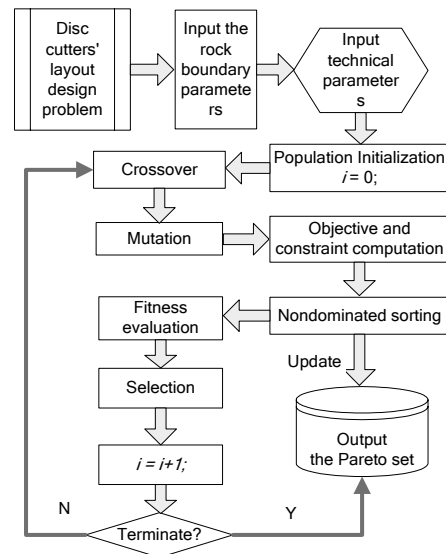 Disc
cutters'
layout
design
problem
Input the
rock
boundary
paramete
rs
Input
technical
parameter
s
Population Initialization
i = 0;
Crossover
Mutation
Objective and
constraint computation
Nondominated sorting
Fitness
evaluation
Update
Selection
Output
the Pareto set
i = i+1;
N
Terminate?
Y